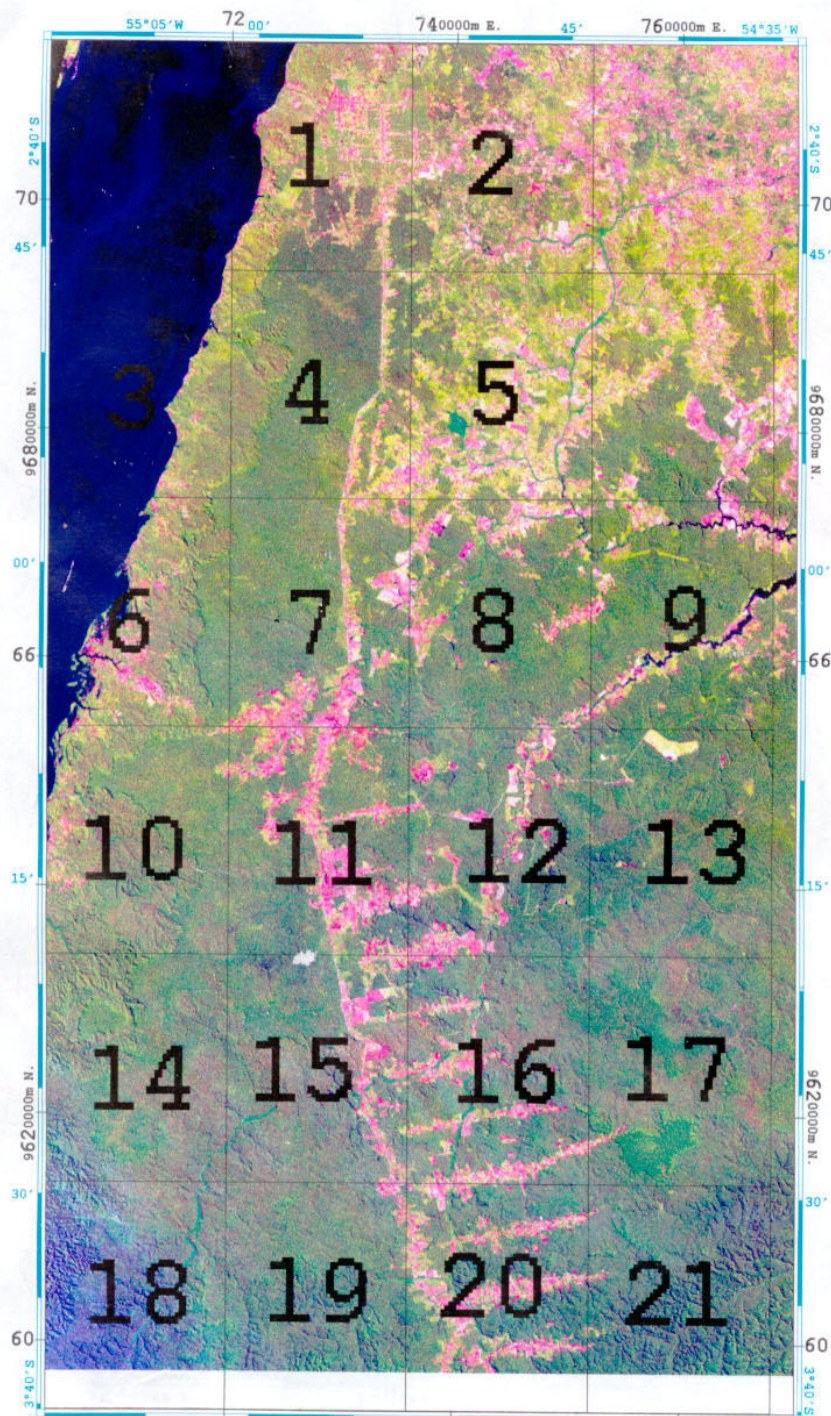 55°05'W 72 00' 740000m E. 45' 760000m E. 54°35'W
2°40'S 2°40'S
1 2
70 70
45' 45'
3 4 5
9680000m N. 9680000m N.
00' 00'
6 7 8 9
66 66
10 11 12 13
15' 15'
14 15 16 17
9620000m N. 9620000m N.
30' 30'
18 19 20 21
60 60
3°40'S 3°40'S